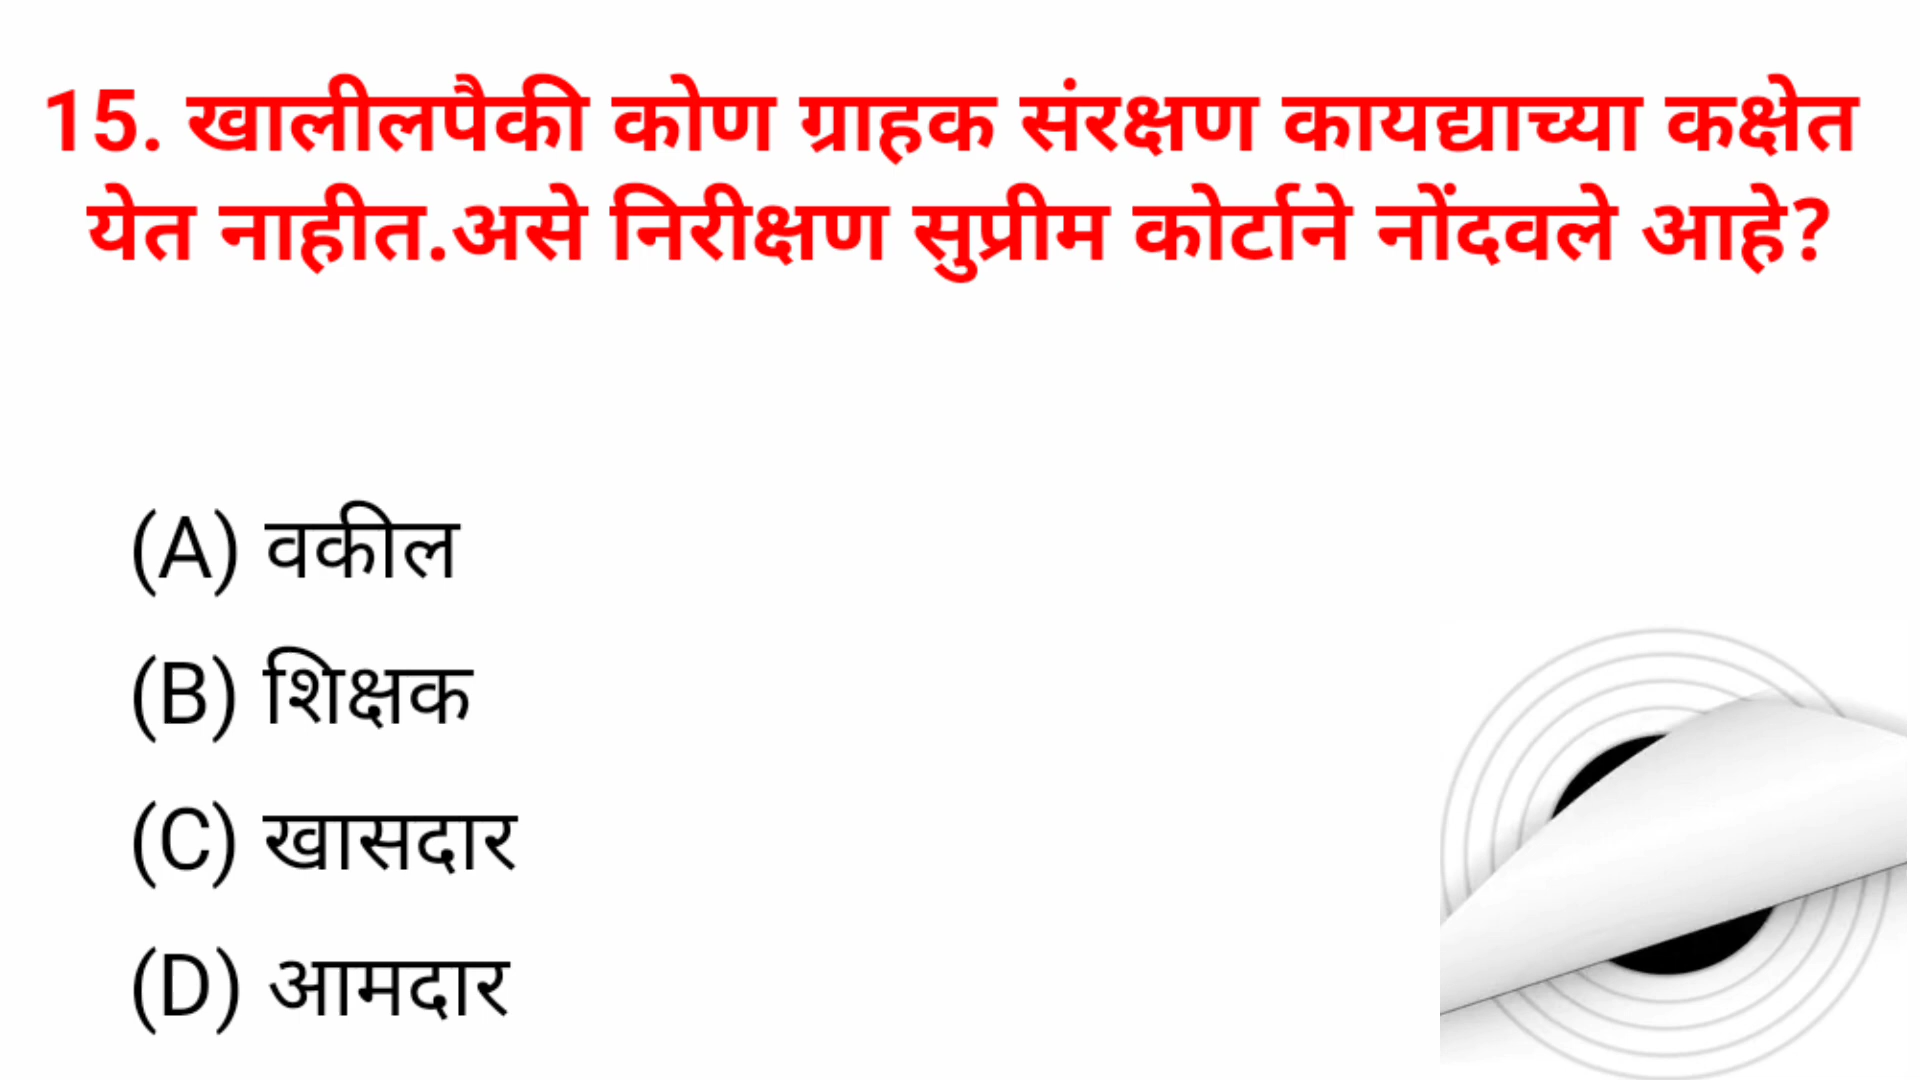 15. खालीलपैकी कोण ग्राहक संरक्षण कायद्याच्या कक्षेत
येत नाहीत.असे निरीक्षण सुप्रीम कोर्टाने नोंदवले आहे?
(A) वकील
(B) शिक्षक
(C) खासदार
(D) आमदार